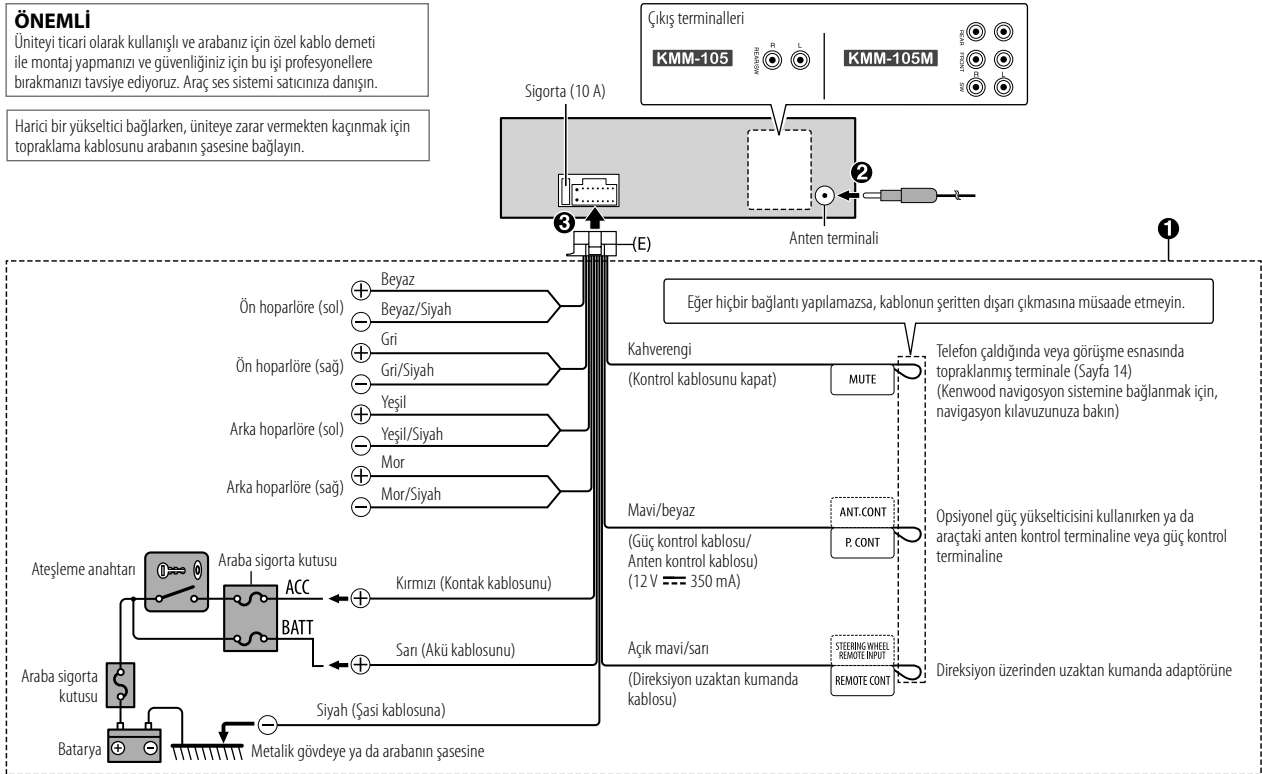 ÖNEMLİ
Üniteyi ticari olarak kullanışlı ve arabanız için özel kablo demeti
ile montaj yapmanızı ve güvenliğiniz için bu işi profesyonellere
bırakmanızı tavsiye ediyoruz. Araç ses sistemi satıcınıza danışın.
Harici bir yükseltici bağlarken, üniteye zarar vermekten kaçınmak için
topraklama kablosunu arabanın şasesine bağlayın.
Çıkış terminalleri
KMM-105
REAR/SW
R
L
KMM-105M
REAR
FRONT
SW
R
L
Sigorta (10 A)
2
3
Anten terminali
(E)
1
Beyaz
Ön hoparlöre (sol)
Beyaz/Siyah
Gri
Ön hoparlöre (sağ)
Gri/Siyah
Yeşil
Arka hoparlöre (sol)
Yeşil/Siyah
Mor
Arka hoparlöre (sağ)
Mor/Siyah
Eğer hiçbir bağlantı yapılamazsa, kablonun şeritten dışarı çıkmasına müsaade etmeyin.
Kahverengi
(Kontrol kablosunu kapat)
MUTE
Telefon çaldığında veya görüşme esnasında
topraklanmış terminale (Sayfa 14)
(Kenwood navigosyon sistemine bağlanmak için,
navigasyon kılavuzunuza bakın)
Mavi/beyaz
(Güç kontrol kablosu/
Anten kontrol kablosu)
(12 V ⎓ 350 mA)
ANT.CONT
P. CONT
Opsiyonel güç yükselticisini kullanırken ya da
araçtaki anten kontrol terminaline veya güç kontrol
terminaline
Açık mavi/sarı
(Direksiyon uzaktan kumanda
kablosu)
STEERING WHEEL
REMOTE INPUT
REMOTE CONT
Direksiyon üzerinden uzaktan kumanda adaptörüne
Ateşleme anahtarı
Araba sigorta kutusu
ACC
Kırmızı (Kontak kablosunu)
BATT
Sarı (Akü kablosunu)
Araba sigorta
kutusu
Siyah (Şasi kablosuna)
Batarya
Metalik gövdeye ya da arabanın şasesine